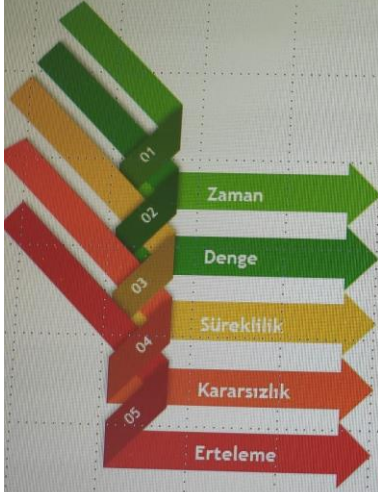 01
Zaman
02
Denge
03
Süreklilik
04
Kararsızlık
05
Erteleme